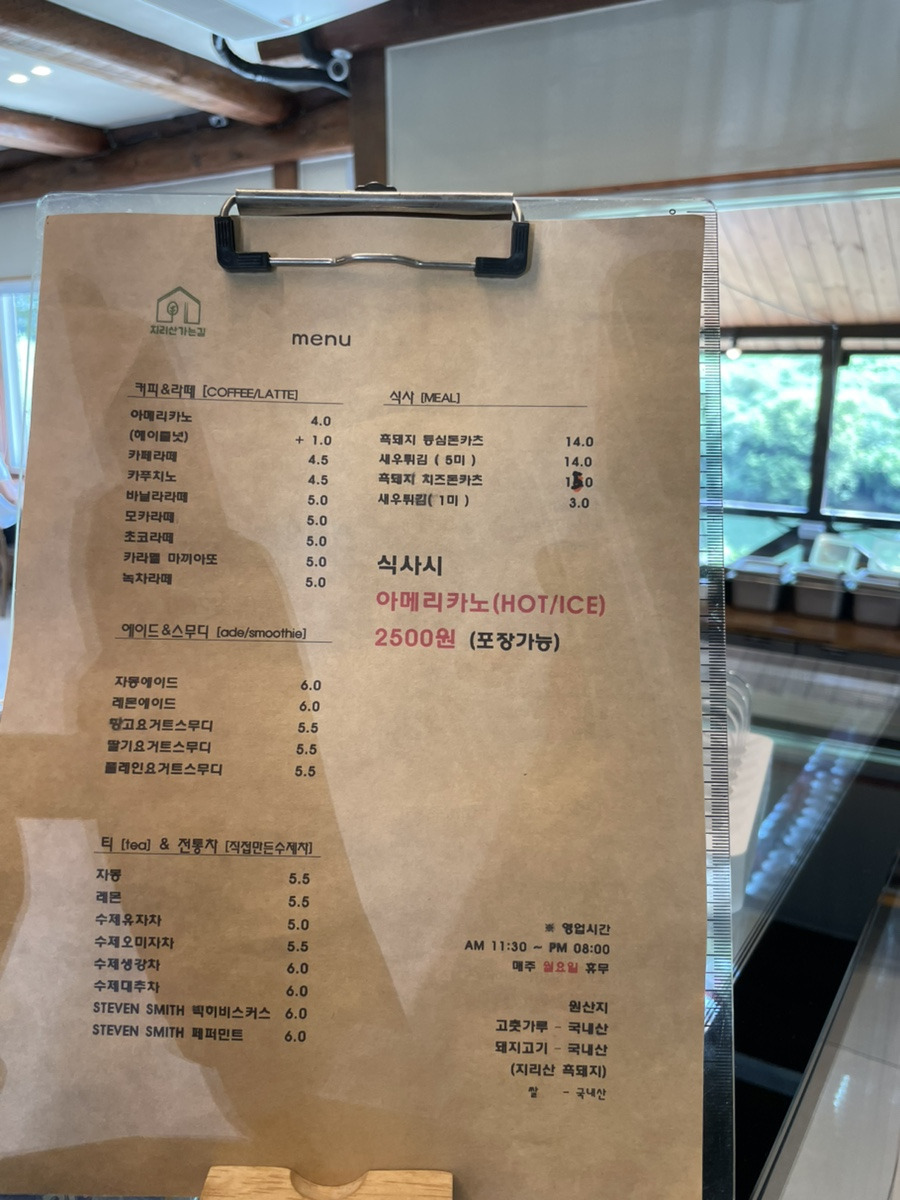 지리산가는길
menu
커피&라떼 [COFFEE/LATTE]
아메리카노 4.0
(헤이즐넛) + 1.0
카페라떼 4.5
카푸치노 4.5
바닐라라떼 5.0
모카라떼 5.0
초코라떼 5.0
카라멜 마끼아또 5.0
녹차라떼 5.0
에이드&스무디 [ade/smoothie]
자몽에이드 6.0
레몬에이드 6.0
망고요거트스무디 5.5
딸기요거트스무디 5.5
플레인요거트스무디 5.5
티 [tea] & 전통차 [직접만든수제차]
자몽 5.5
레몬 5.5
수제유자차 5.0
수제오미자차 5.5
수제생강차 6.0
수제대추차 6.0
STEVEN SMITH 빅히비스커스 6.0
STEVEN SMITH 페퍼민트 6.0
식사 [MEAL]
흑돼지 등심돈카츠 14.0
새우튀김 ( 5미 ) 14.0
흑돼지 치즈돈카츠
새우튀김( 1미 ) 3.0
식사시
아메리카노(HOT/ICE)
2500원 (포장가능)
※ 영업시간
AM 11:30 ~ PM 08:00
매주 월요일 휴무
원산지
고춧가루 - 국내산
돼지고기 - 국내산
(지리산 흑돼지)
쌀 - 국내산